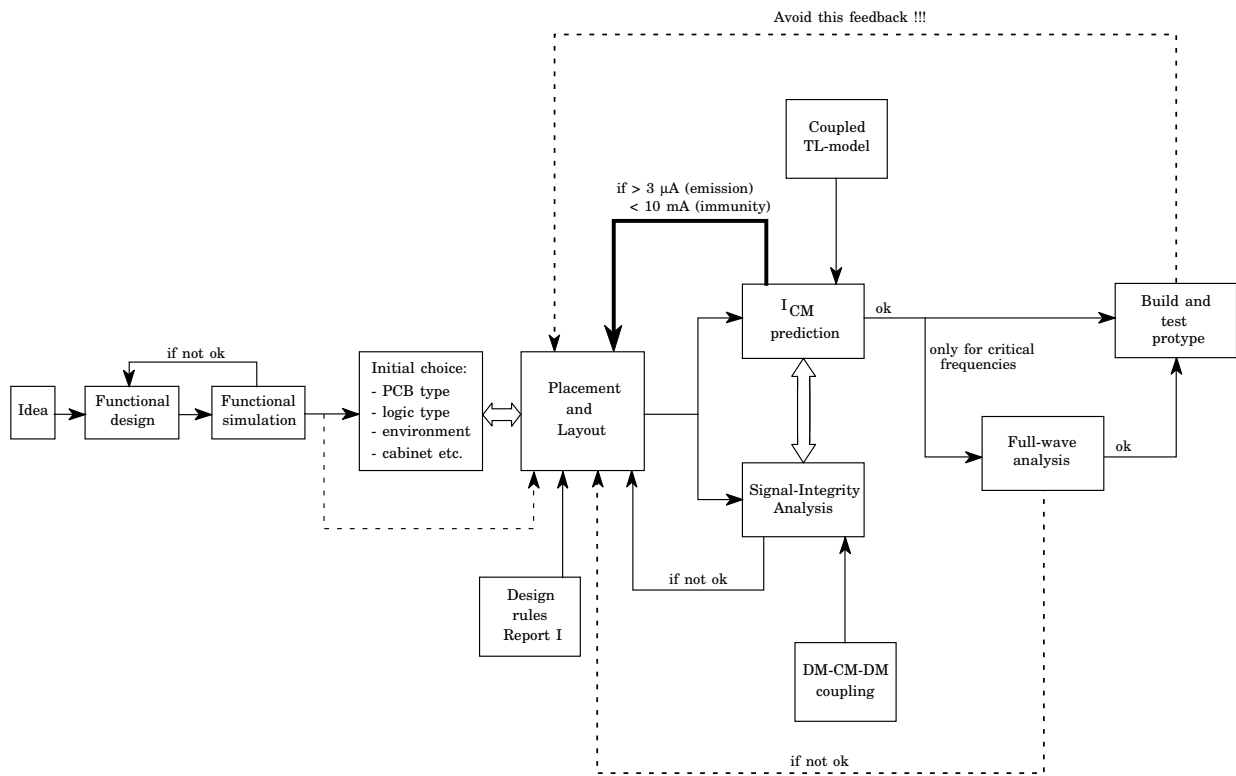 Avoid this feedback !!!
Coupled
TL-model
if > 3 µA (emission)
< 10 mA (immunity)
I CM
prediction
ok
Build and
test
protype
only for critical
frequencies
if not ok
Idea
Functional
design
Functional
simulation
Initial choice:
- PCB type
- logic type
- environment
- cabinet etc.
Placement
and
Layout
Full-wave
analysis
ok
Signal-Integrity
Analysis
if not ok
Design
rules
Report I
DM-CM-DM
coupling
if not ok